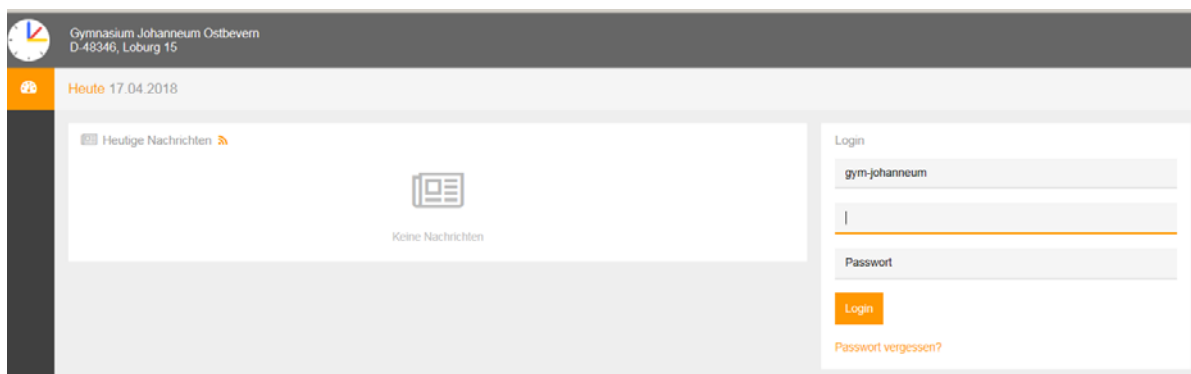 Gymnasium Johanneum Ostbevern
D-48346, Loburg 15
Heute 17.04.2018
Heutige Nachrichten
Keine Nachrichten
Login
gym-johanneum
Passwort
Login
Passwort vergessen?